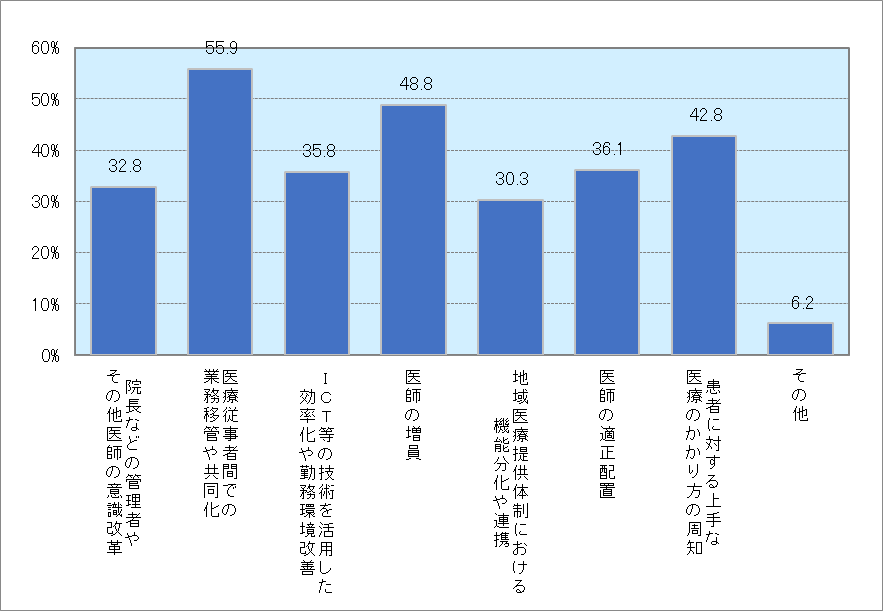 60%
50%
40%
30%
20%
10%
0%
32.8
55.9
35.8
48.8
30.3
36.1
42.8
6.2
院長などの管理者や
その他医師の意識改革
医療従事者間での
業務移管や共同化
ICT等の技術を活用した
効率化や勤務環境改善
医師の増員
地域医療提供体制における
機能分化や連携
医師の適正配置
患者に対する上手な
医療のかかり方の周知
その他